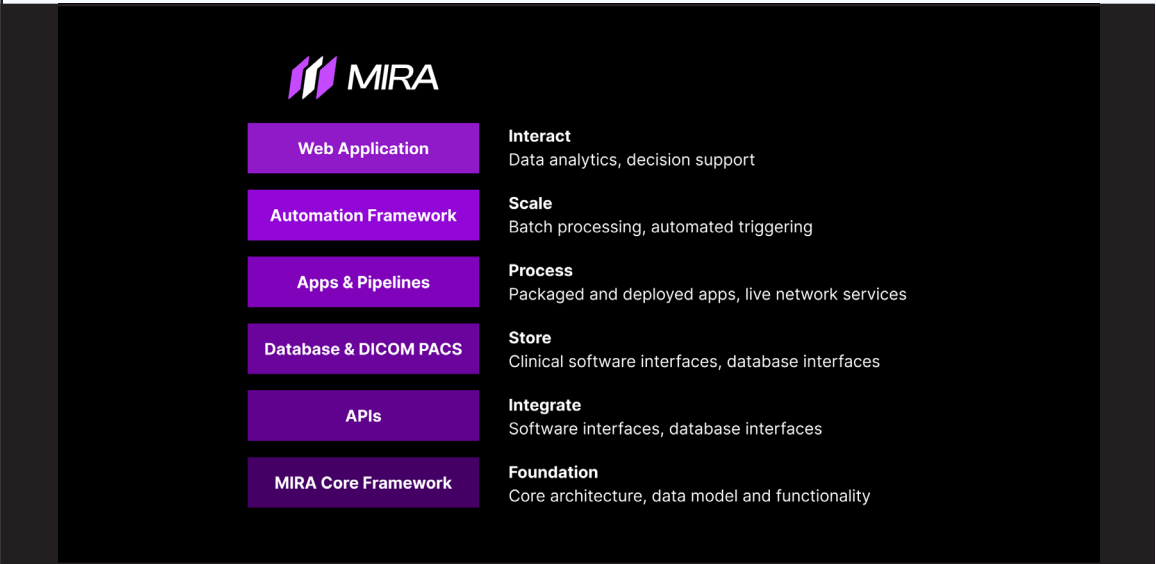 MIRA
Web Application
Interact
Data analytics, decision support
Automation Framework
Scale
Batch processing, automated triggering
Apps & Pipelines
Process
Packaged and deployed apps, live network services
Database & DICOM PACS
Store
Clinical software interfaces, database interfaces
APIs
Integrate
Software interfaces, database interfaces
MIRA Core Framework
Foundation
Core architecture, data model and functionality